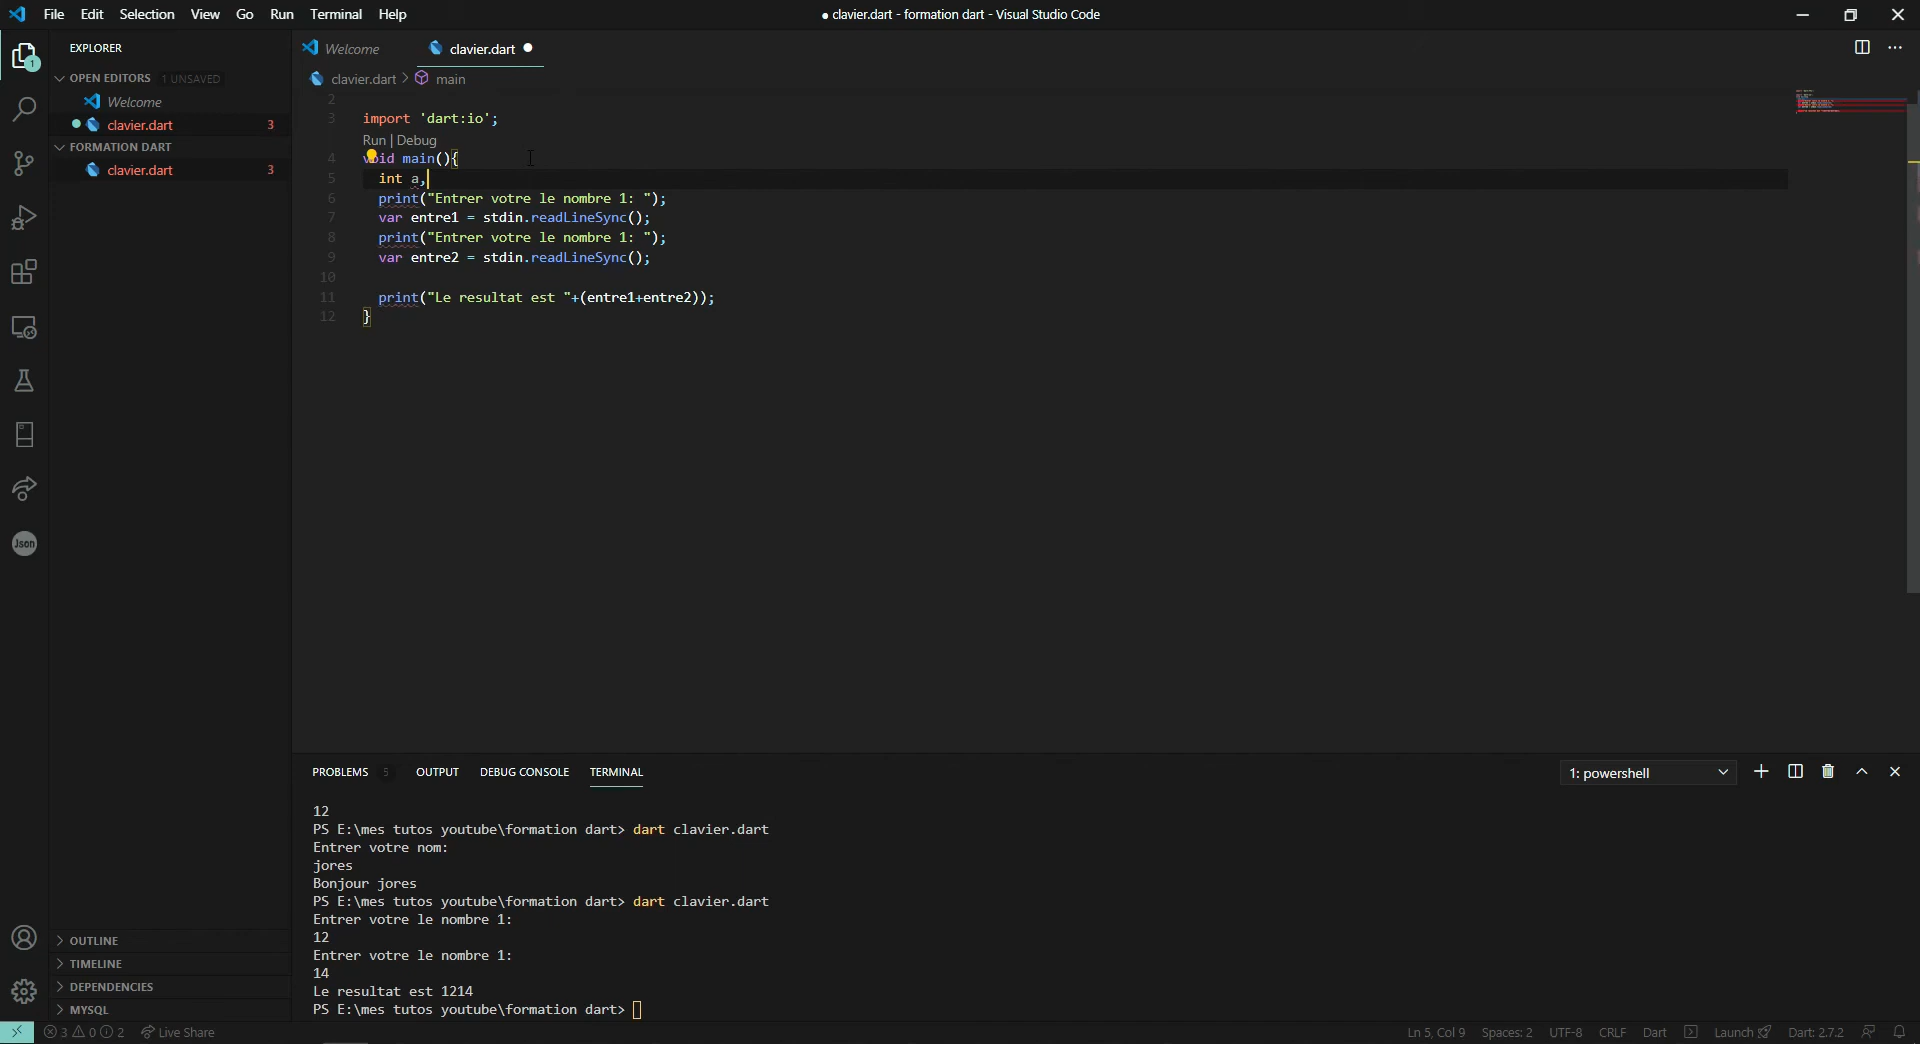 File Edit Selection View Go Run Terminal Help
● clavier.dart - formation dart - Visual Studio Code
EXPLORER
OPEN EDITORS 1 UNSAVED
Welcome
clavier.dart 3
FORMATION DART
clavier.dart 3
1
Json
OUTLINE
TIMELINE
DEPENDENCIES
MYSQL
Welcome
clavier.dart
clavier.dart > main
2
3 import 'dart:io';
Run | Debug
4 void main(){
5 int a,
6 print("Entrer votre le nombre 1: ");
7 var entre1 = stdin.readLineSync();
8 print("Entrer votre le nombre 1: ");
9 var entre2 = stdin.readLineSync();
10
11 print("Le resultat est "+(entre1+entre2));
12 }
PROBLEMS 5 OUTPUT DEBUG CONSOLE TERMINAL
1: powershell
12
PS E:\mes tutos youtube\formation dart> dart clavier.dart
Entrer votre nom:
jores
Bonjour jores
PS E:\mes tutos youtube\formation dart> dart clavier.dart
Entrer votre le nombre 1:
12
Entrer votre le nombre 1:
14
Le resultat est 1214
PS E:\mes tutos youtube\formation dart>
3 0 2 Live Share
Ln 5, Col 9 Spaces: 2 UTF-8 CRLF Dart Launch Dart: 2.7.2